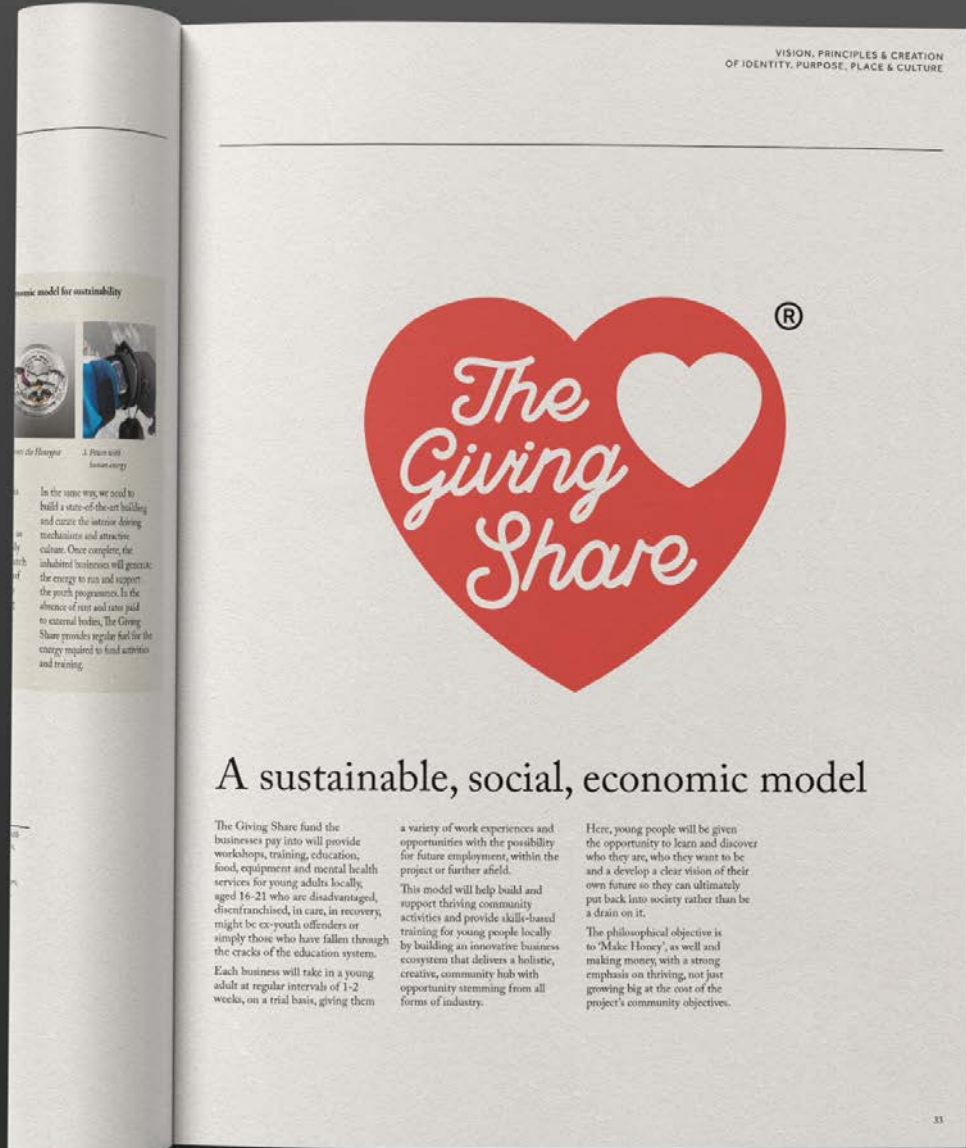 model for sustainability
human energy
In the same way, we need to
build a state-of-the-art building
and curate the interior driving
mechanisms and attractive
culture. Once complete, the
inhabited businesses will generate
the energy to run and support
the youth programmes. In the
absence of rent and rates paid
to external bodies, The Giving
Share provides regular fuel for the
energy required to fund activities
and training.
VISION, PRINCIPLES & CREATION
OF IDENTITY, PURPOSE, PLACE & CULTURE
The
Giving
Share
®
A sustainable, social, economic model
The Giving Share fund the
businesses pay into will provide
workshops, training, education,
food, equipment and mental health
services for young adults locally,
aged 16-21 who are disadvantaged,
disenfranchised, in care, in recovery,
might be ex-youth offenders or
simply those who have fallen through
the cracks of the education system.
Each business will take in a young
adult at regular intervals of 1-2
weeks, on a trial basis, giving them
a variety of work experiences and
opportunities with the possibility
for future employment, within the
project or further afield.
This model will help build and
support thriving community
activities and provide skills-based
training for young people locally
by building an innovative business
ecosystem that delivers a holistic,
creative, community hub with
opportunity stemming from all
forms of industry.
Here, young people will be given
the opportunity to learn and discover
who they are, who they want to be
and a develop a clear vision of their
own future so they can ultimately
put back into society rather than be
a drain on it.
The philosophical objective is
to 'Make Honey', as well and
making money, with a strong
emphasis on thriving, not just
growing big at the cost of the
project's community objectives.
33